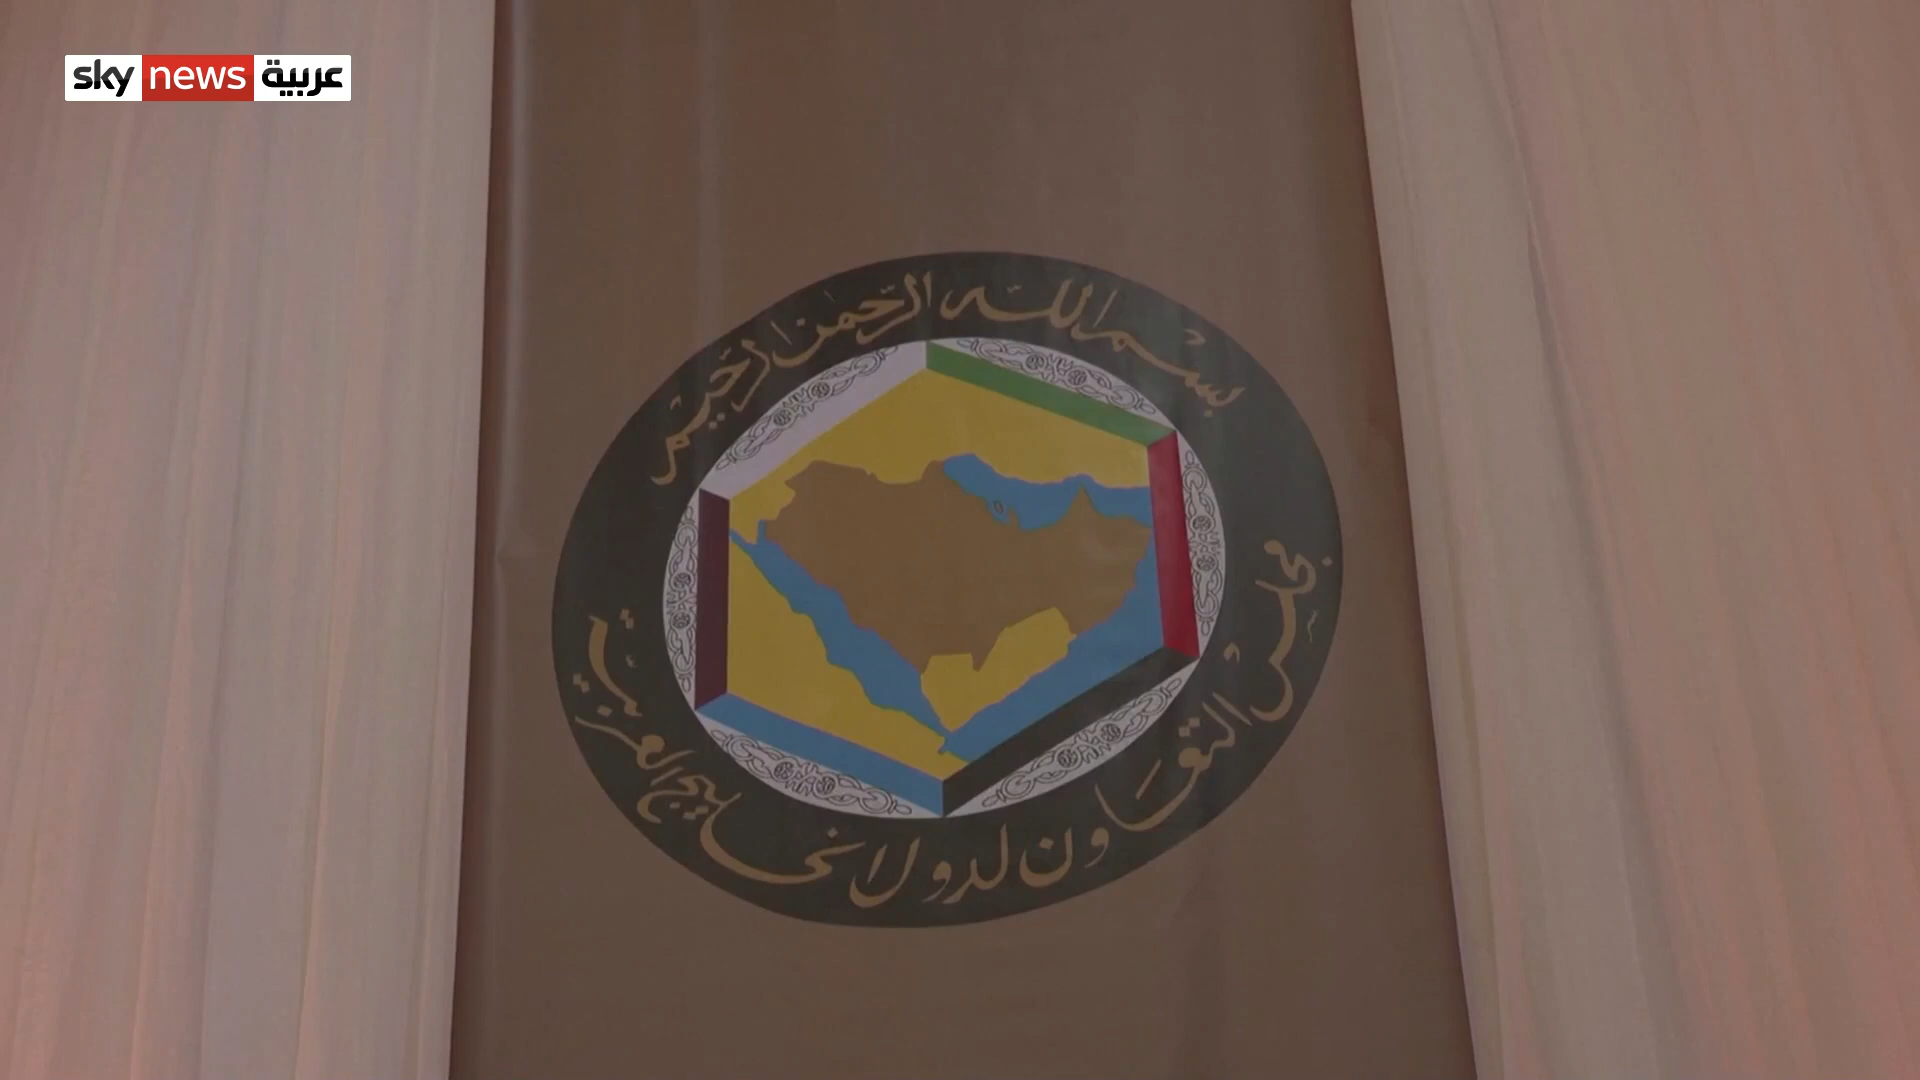 sky news عربية
بسم الله الرحمن الرحيم
مجلس التعاون لدول الخليج العربية